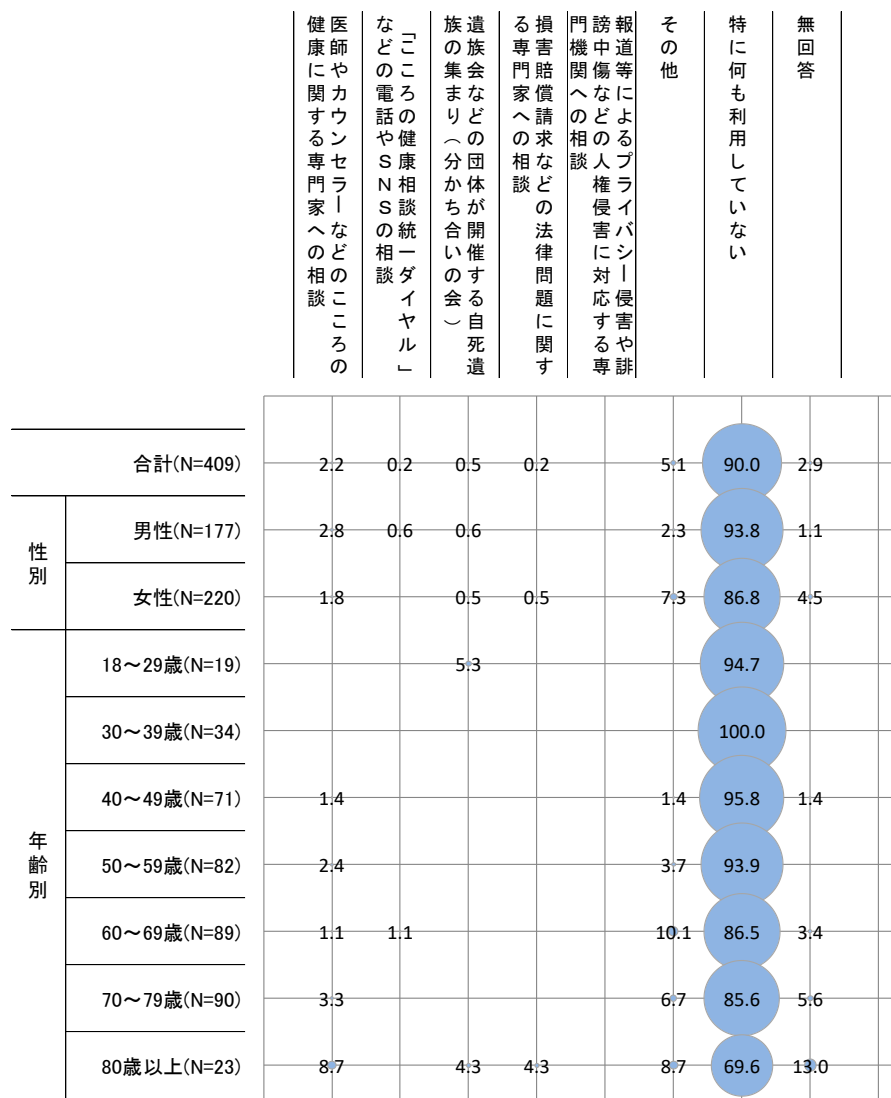 医師やカウンセラーなどのこころの
健康に関する専門家への相談
「こころの健康相談統一ダイヤル」
などの電話やＳＮＳの相談
遺族会などの団体が開催する自死遺
族の集まり（分かち合いの会）
損害賠償請求などの法律問題に関す
る専門家への相談
報道等によるプライバシー侵害や誹
謗中傷などの人権侵害に対応する専
門機関への相談
その他
特に何も利用していない
無回答
合計(N=409) 2.2 0.2 0.5 0.2 5.1 90.0 2.9
性別
男性(N=177) 2.8 0.6 0.6 2.3 93.8 1.1
女性(N=220) 1.8 0.5 0.5 7.3 86.8 4.5
年齢別
18～29歳(N=19) 5.3 94.7
30～39歳(N=34) 100.0
40～49歳(N=71) 1.4 1.4 95.8 1.4
50～59歳(N=82) 2.4 3.7 93.9
60～69歳(N=89) 1.1 1.1 10.1 86.5 3.4
70～79歳(N=90) 3.3 6.7 85.6 5.6
80歳以上(N=23) 8.7 4.3 4.3 8.7 69.6 13.0